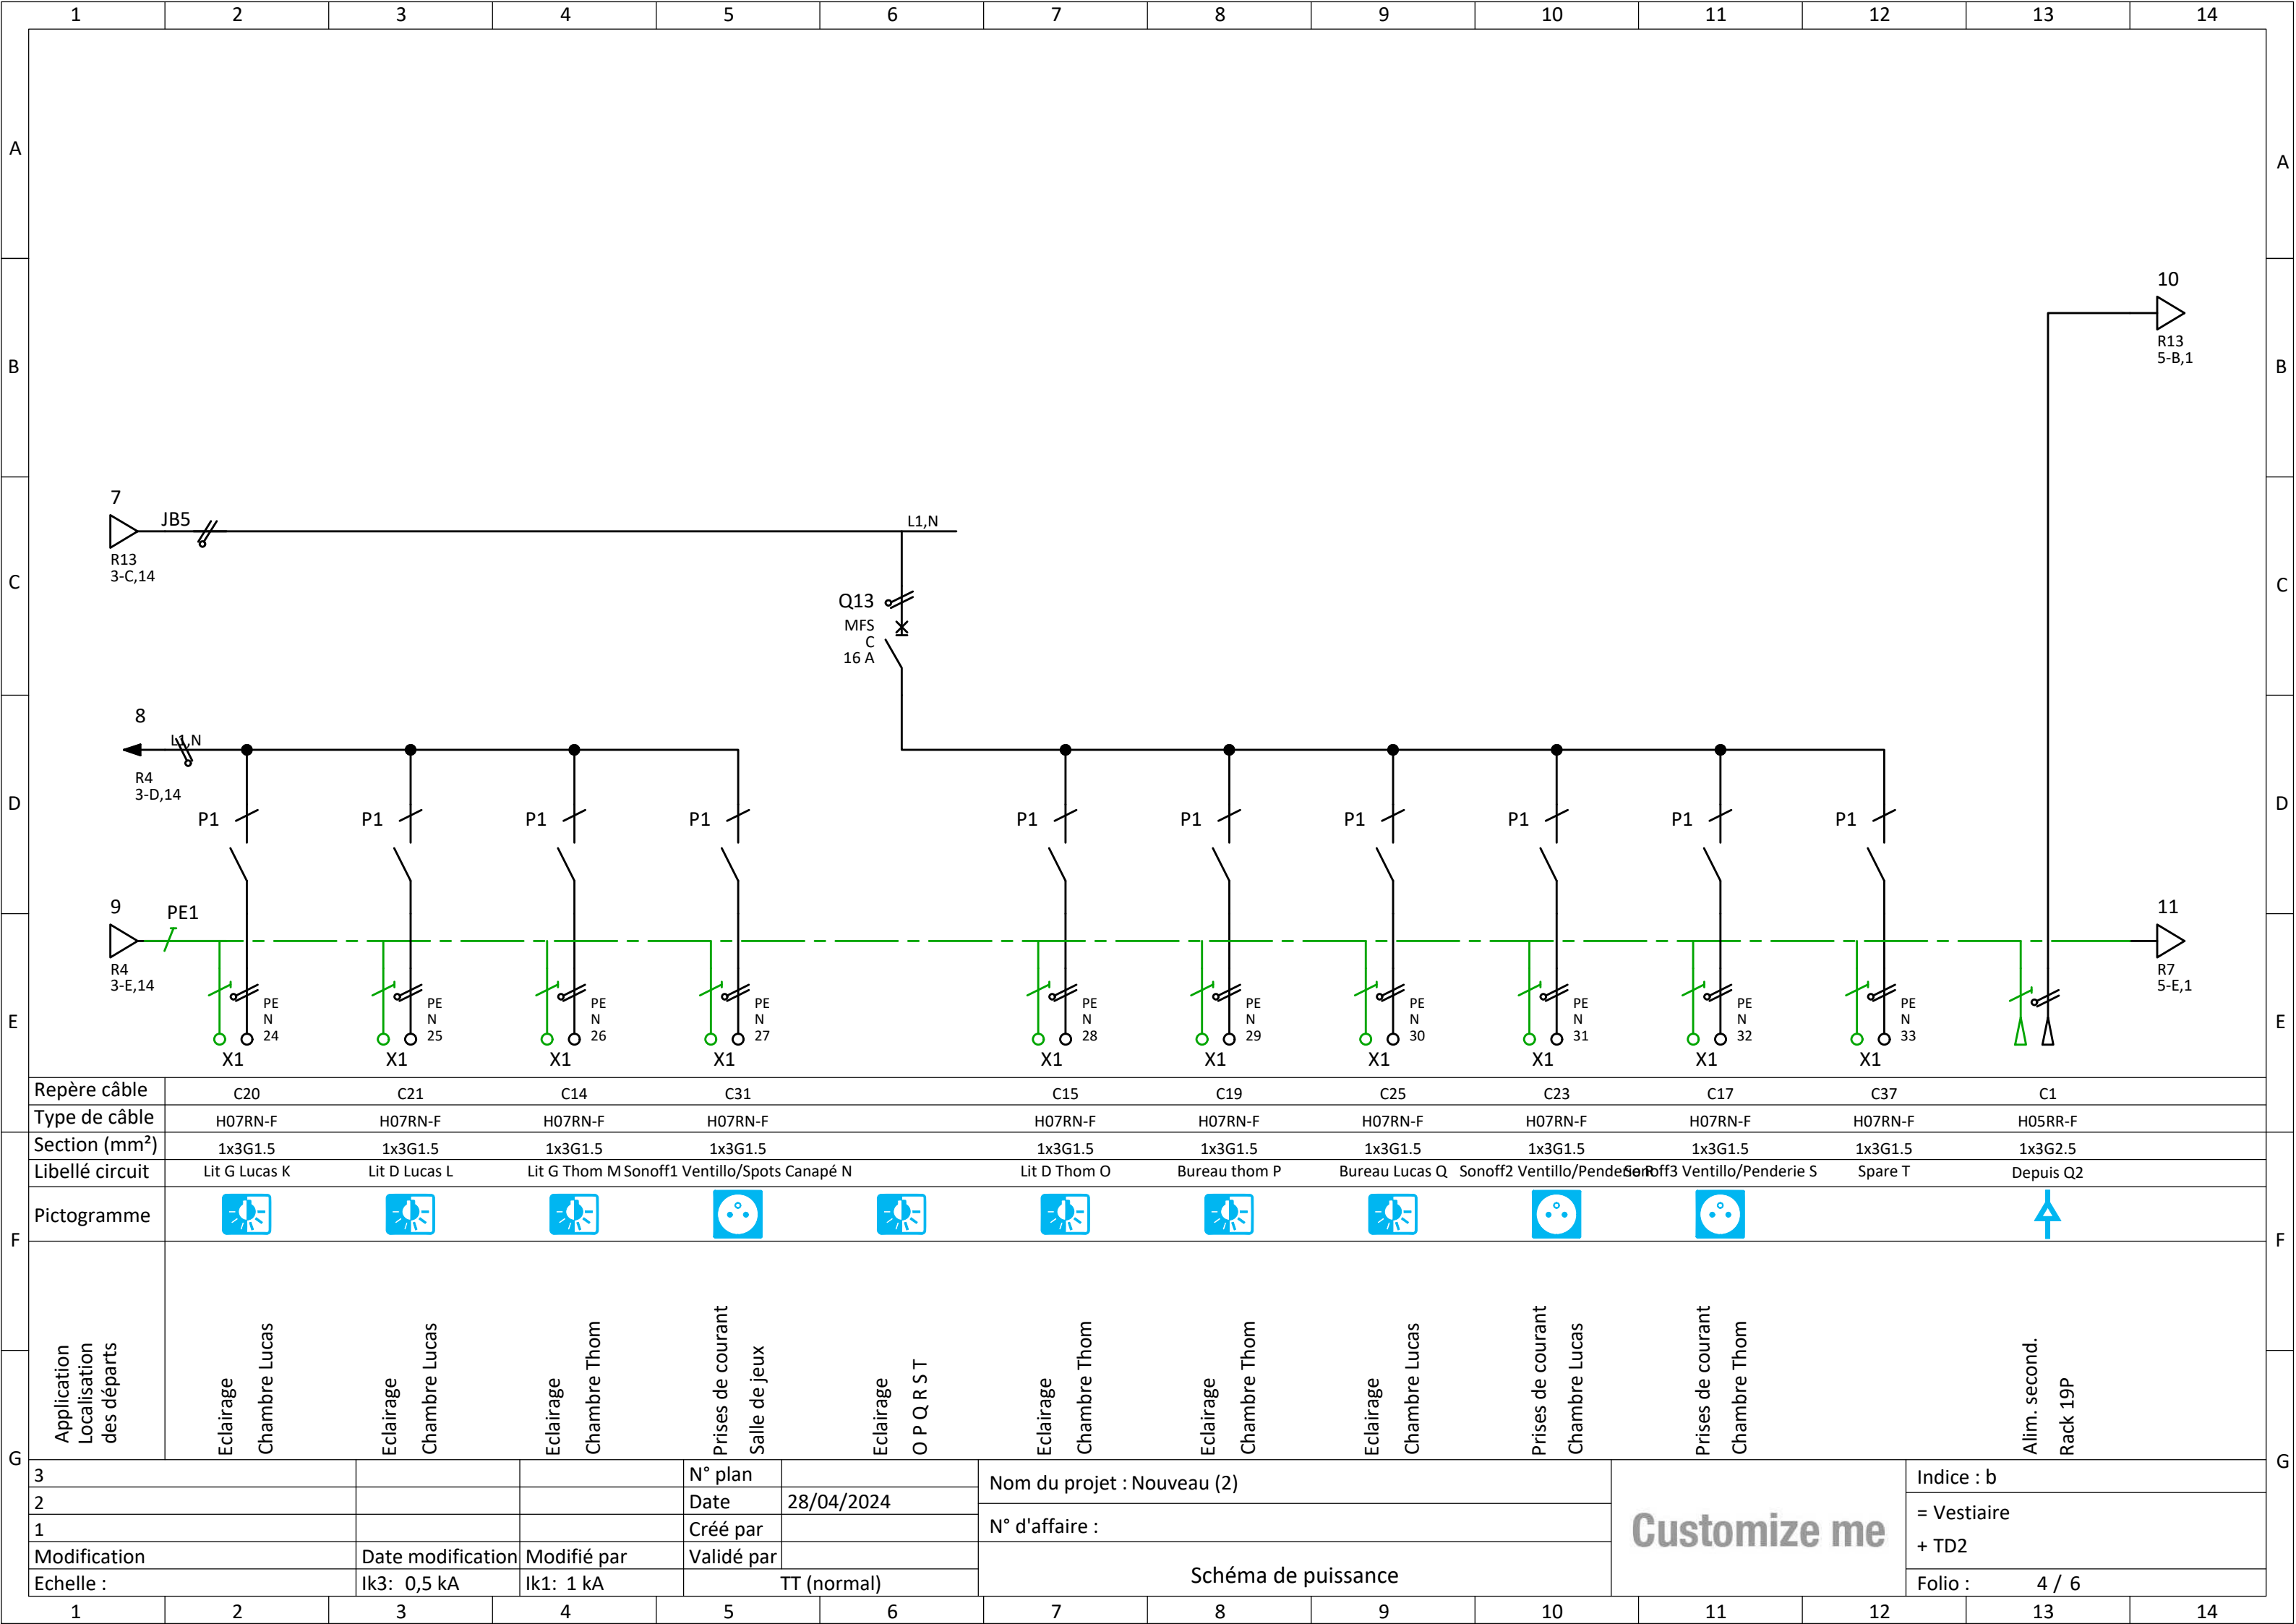 1 2 3 4 5 6 7 8 9 10 11 12 13 14
A A
10
R13
5-B,1
B B
7
JB5
L1,N
R13
3-C,14
C C
Q13
MFS
C
16 A
8
L1,N
R4
3-D,14
D D
P1 P1 P1 P1 P1 P1 P1 P1 P1 P1
9
PE1
11
R4
3-E,14
R7
5-E,1
E E
PE PE PE PE PE PE PE PE PE PE
N N N N N N N N N N
24 25 26 27 28 29 30 31 32 33
X1 X1 X1 X1 X1 X1 X1 X1 X1 X1
Repère câble C20 C21 C14 C31 C15 C19 C25 C23 C17 C37 C1
Type de câble H07RN-F H07RN-F H07RN-F H07RN-F H07RN-F H07RN-F H07RN-F H07RN-F H07RN-F H07RN-F H05RR-F
Section (mm²) 1x3G1.5 1x3G1.5 1x3G1.5 1x3G1.5 1x3G1.5 1x3G1.5 1x3G1.5 1x3G1.5 1x3G1.5 1x3G1.5 1x3G2.5
Libellé circuit Lit G Lucas K Lit D Lucas L Lit G Thom M Sonoff1 Ventillo/Spots Canapé N Lit D Thom O Bureau thom P Bureau Lucas Q Sonoff2 Ventillo/Penderie R Sonoff3 Ventillo/Penderie S Spare T Depuis Q2
Pictogramme
F F
Application
Localisation
des départs
Eclairage
Chambre Lucas
Eclairage
Chambre Lucas
Eclairage
Chambre Thom
Prises de courant
Salle de jeux
Eclairage
O P Q R S T
Eclairage
Chambre Thom
Eclairage
Chambre Thom
Eclairage
Chambre Lucas
Prises de courant
Chambre Lucas
Prises de courant
Chambre Thom
Alim. second.
Rack 19P
G G
3 N° plan
2 Date 28/04/2024
1 Créé par
Modification Date modification Modifié par Validé par
Echelle : Ik3: 0,5 kA Ik1: 1 kA TT (normal)
Nom du projet : Nouveau (2)
N° d'affaire :
Schéma de puissance
Customize me
Indice : b
= Vestiaire
+ TD2
Folio : 4 / 6
1 2 3 4 5 6 7 8 9 10 11 12 13 14